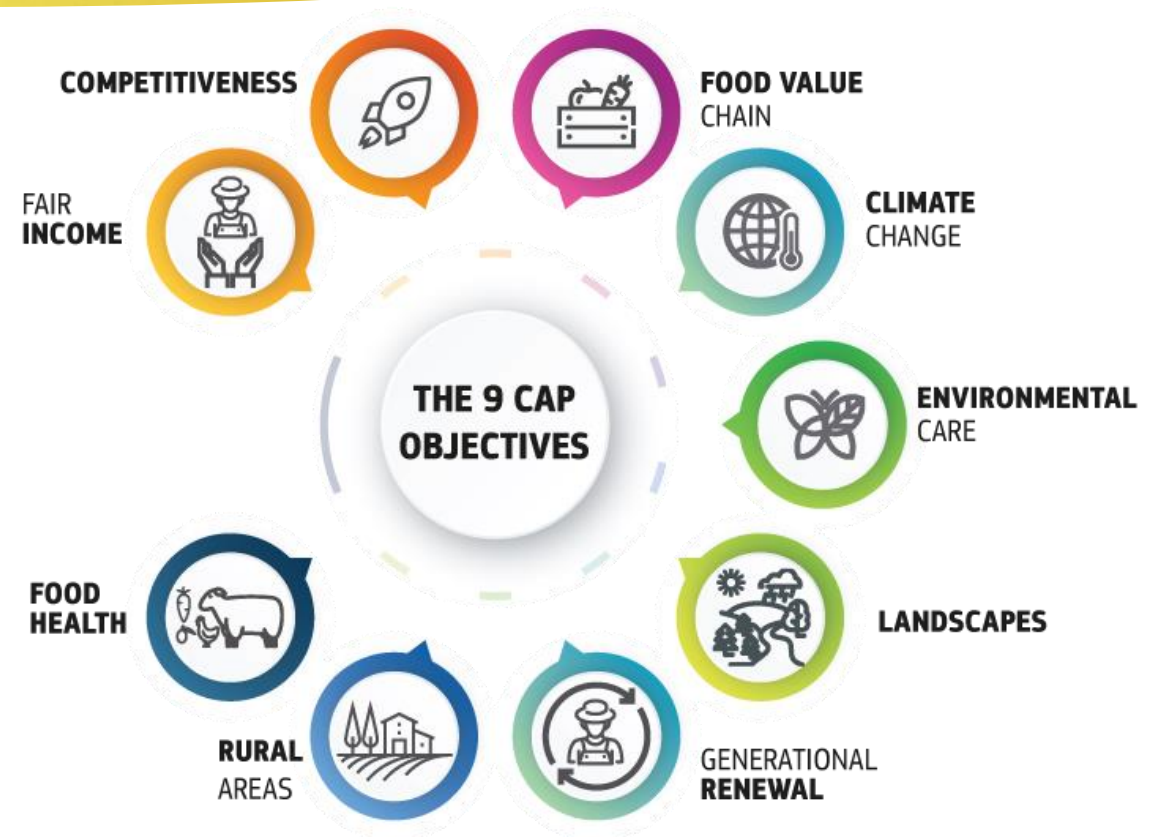 COMPETITIVENESS
FOOD VALUE
CHAIN
FAIR
INCOME
CLIMATE
CHANGE
THE 9 CAP
OBJECTIVES
ENVIRONMENTAL
CARE
FOOD
HEALTH
LANDSCAPES
RURAL
AREAS
GENERATIONAL
RENEWAL